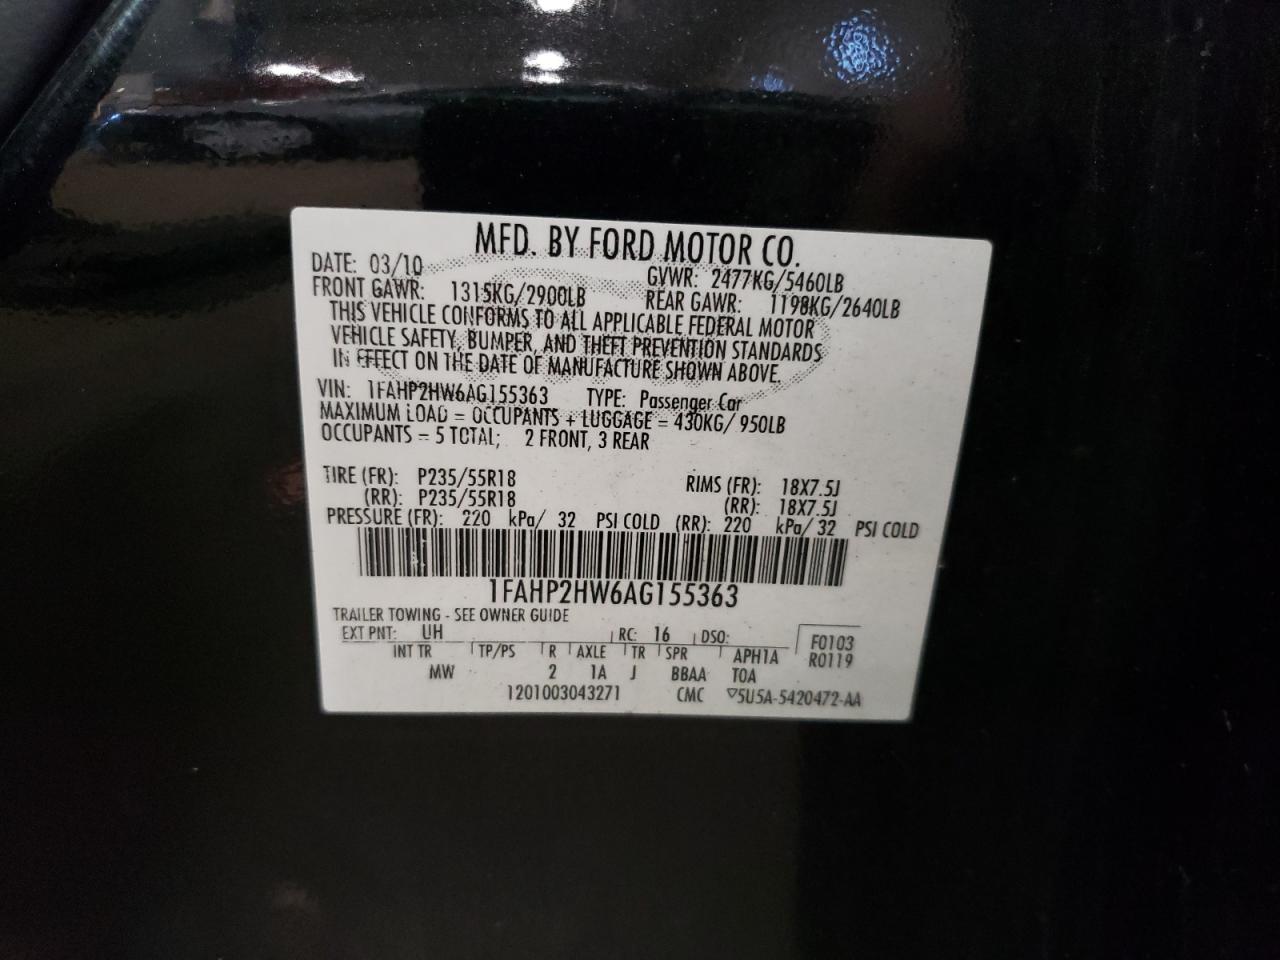 MFD. BY FORD MOTOR CO.
DATE: 03/10 GVWR: 2477KG/5460LB
FRONT GAWR: 1315KG/2900LB REAR GAWR: 1198KG/2640LB
THIS VEHICLE CONFORMS TO ALL APPLICABLE FEDERAL MOTOR
VEHICLE SAFETY, BUMPER, AND THEFT PREVENTION STANDARDS
IN EFFECT ON THE DATE OF MANUFACTURE SHOWN ABOVE.
VIN: 1FAHP2HW6AG155363 TYPE: Passenger Car
MAXIMUM LOAD = OCCUPANTS + LUGGAGE = 430KG/ 950LB
OCCUPANTS = 5 TOTAL; 2 FRONT, 3 REAR
TIRE (FR): P235/55R18 RIMS (FR): 18X7.5J
(RR): P235/55R18 (RR): 18X7.5J
PRESSURE (FR): 220 kPa/ 32 PSI COLD (RR): 220 kPa/ 32 PSI COLD
1FAHP2HW6AG155363
TRAILER TOWING - SEE OWNER GUIDE
EXT PNT: UH RC: 16 DSO: F0103
INT TR TP/PS R AXLE TR SPR APH1A R0119
MW 2 1A J BBAA TOA
1201003043271 CMC ▽5U5A-5420472-AA